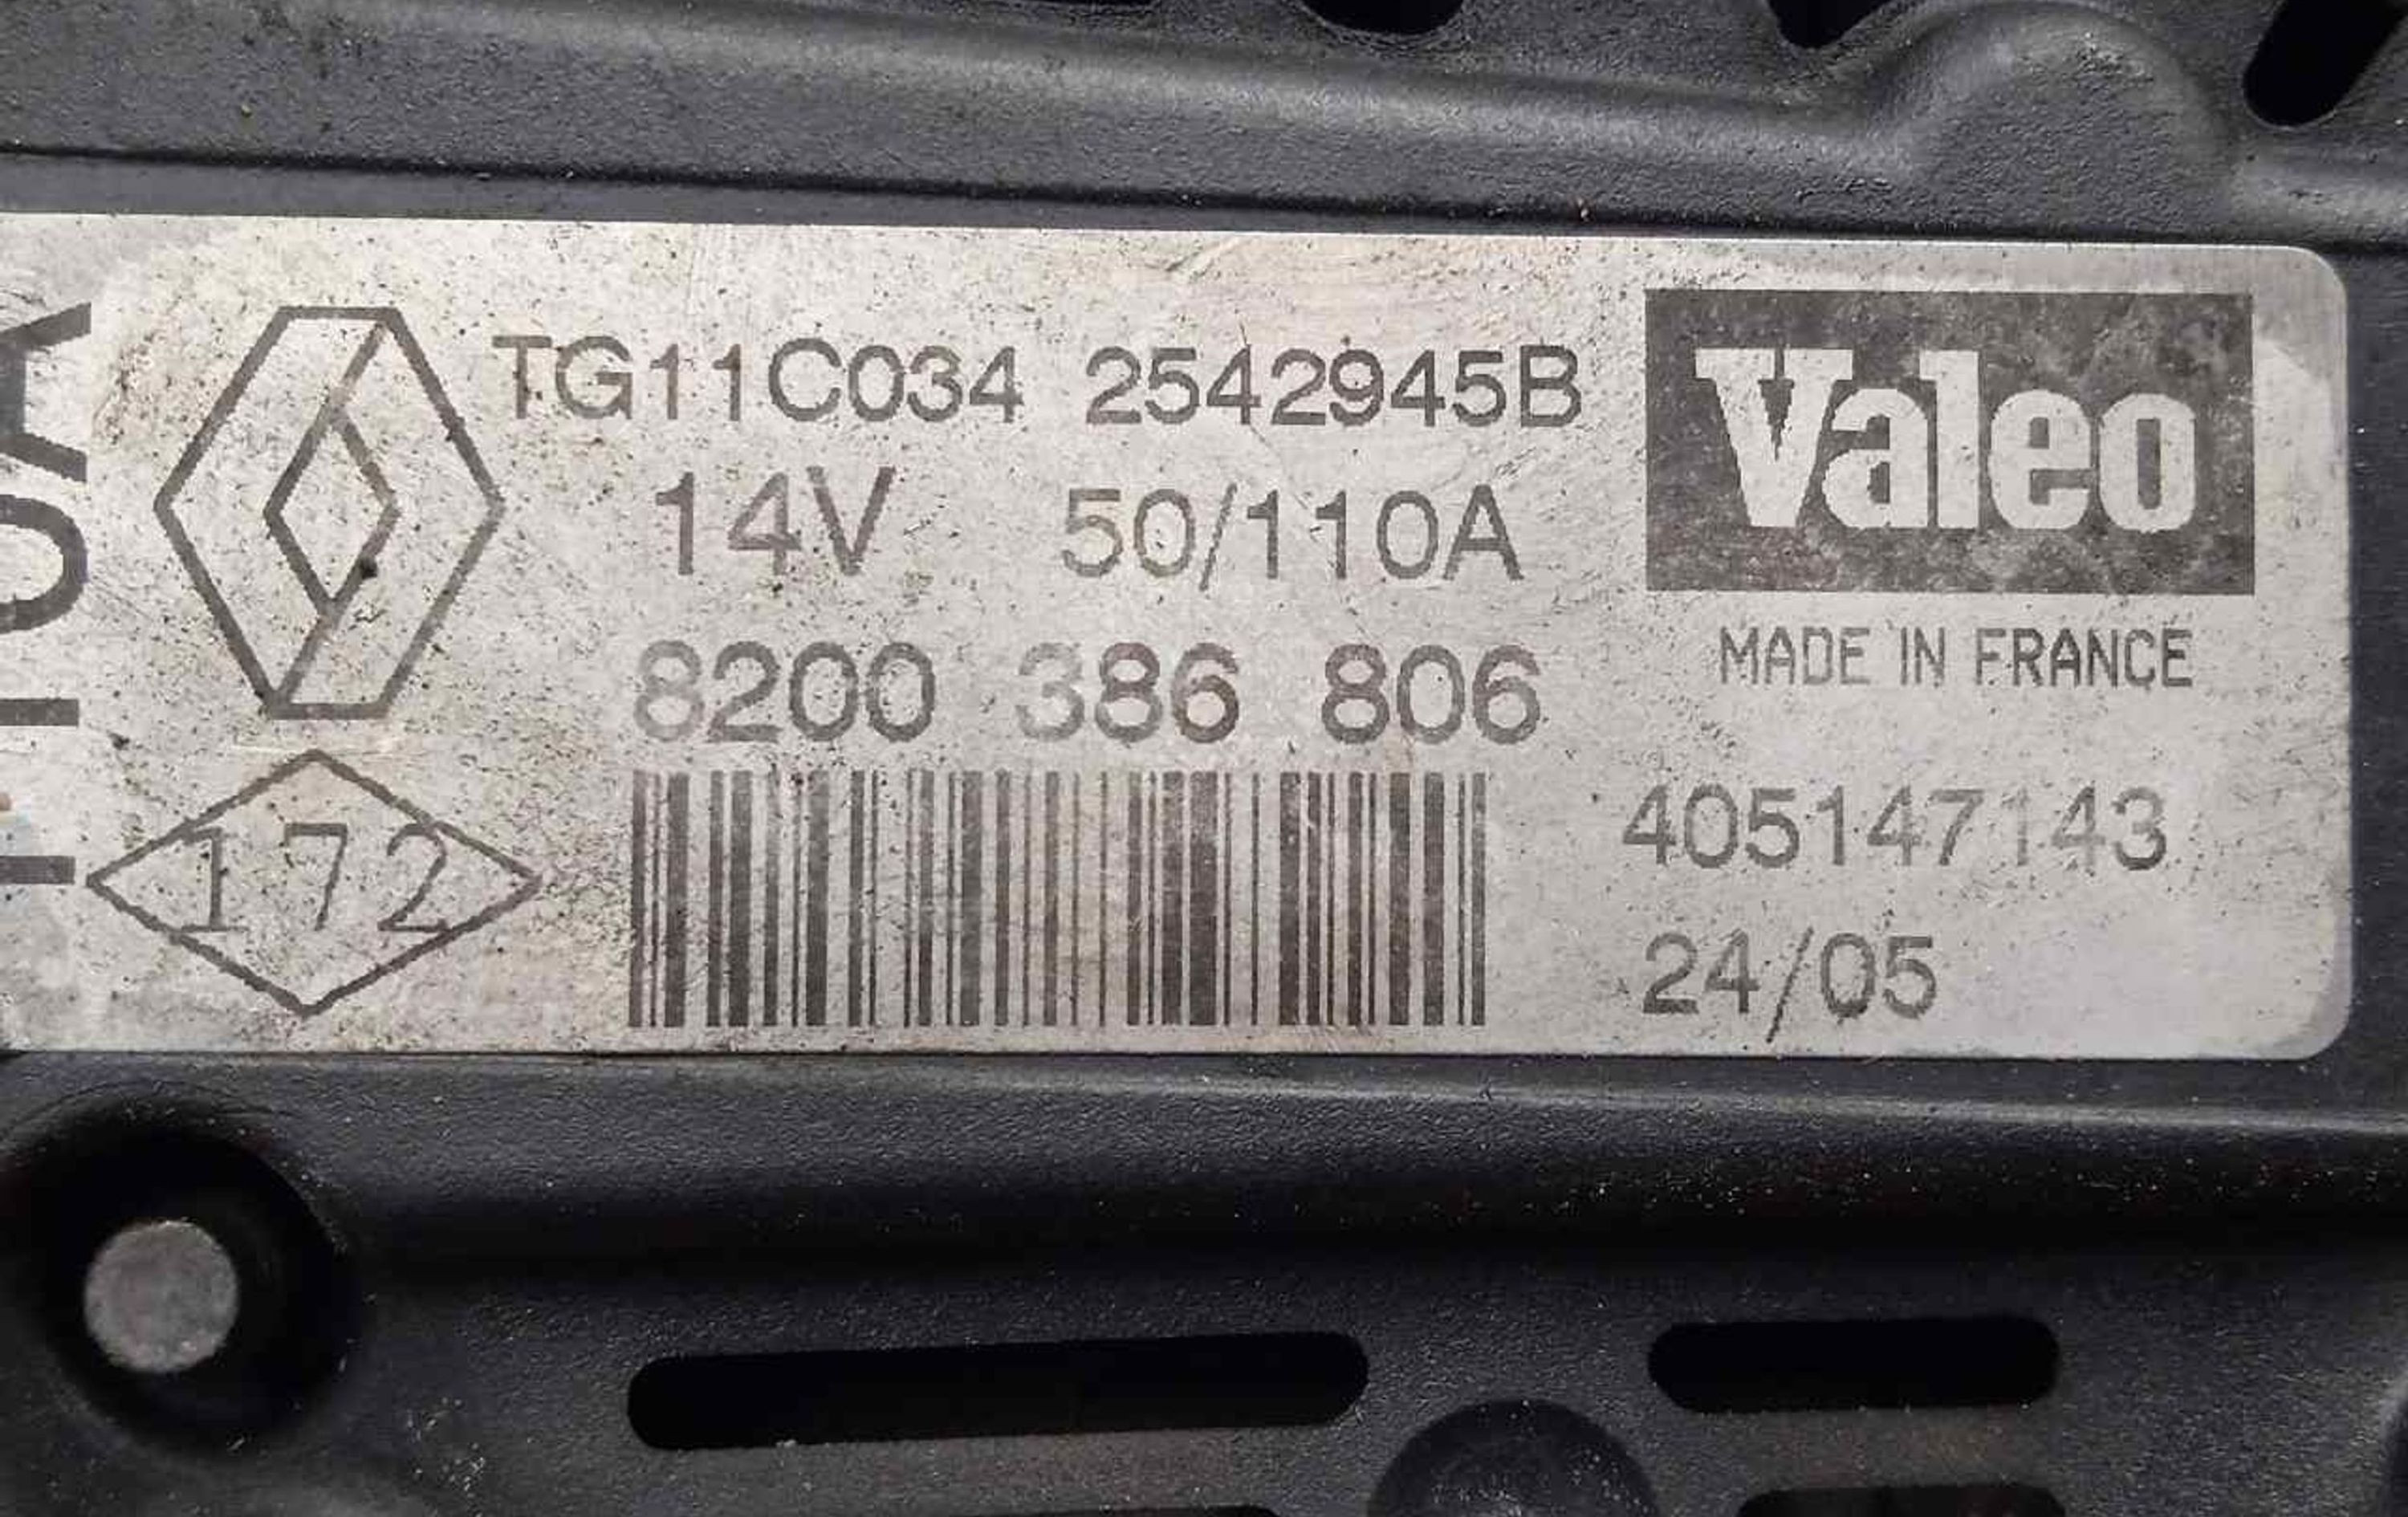 TG11C034 2542945B
14V 50/110A
8200 386 806
172
Valeo
MADE IN FRANCE
405147143
24/05